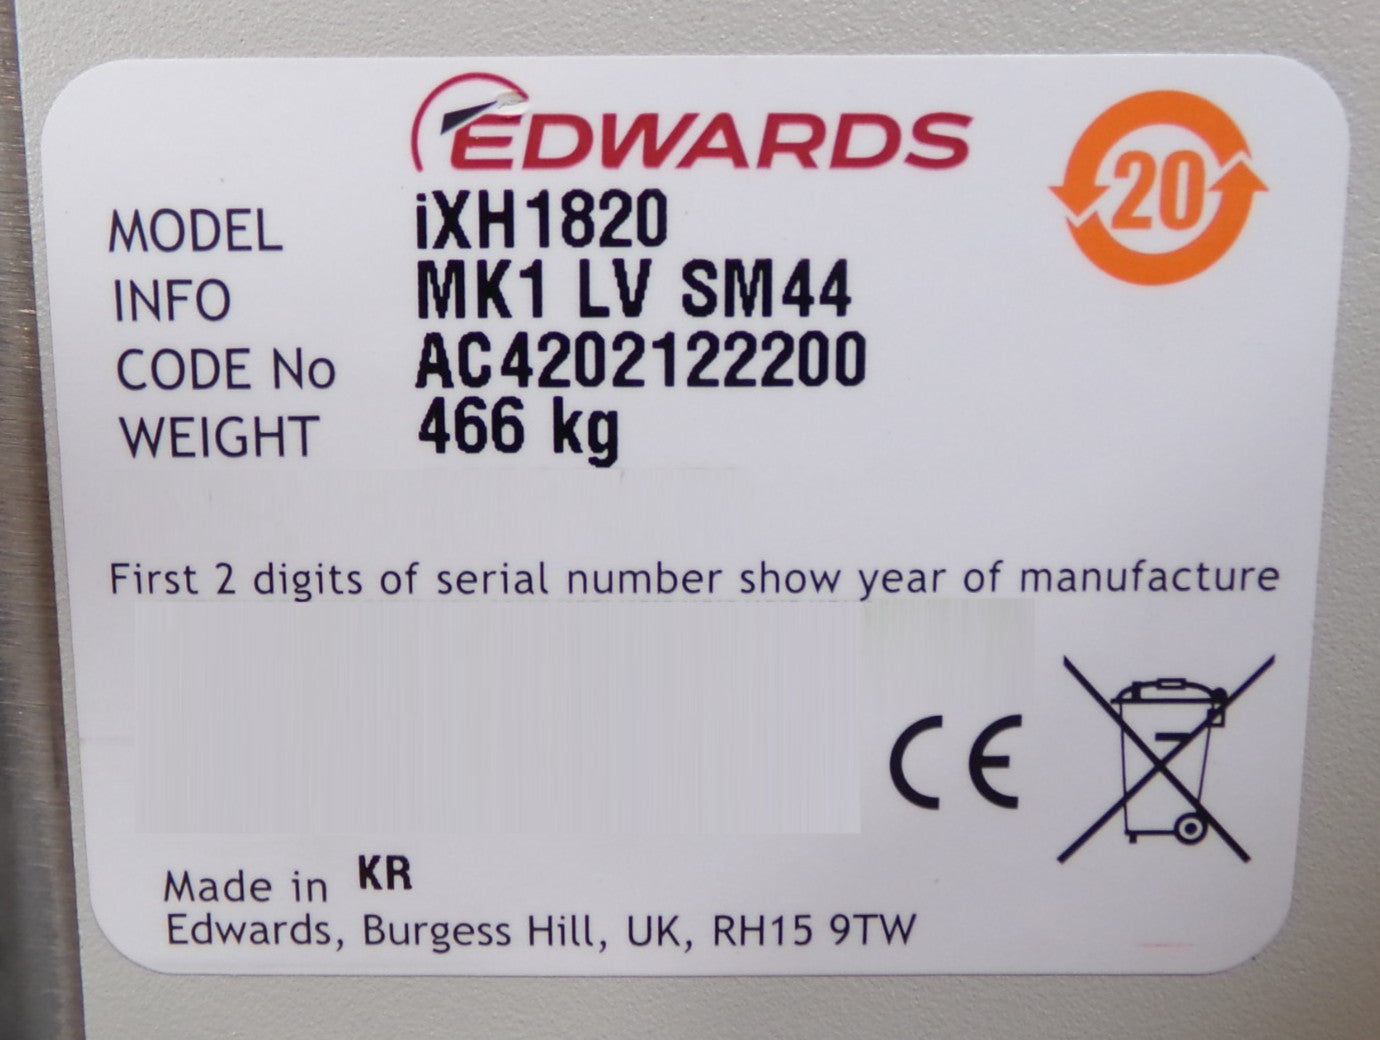 EDWARDS
20
MODEL iXH1820
INFO MK1 LV SM44
CODE No AC4202122200
WEIGHT 466 kg
First 2 digits of serial number show year of manufacture
CE
Made in KR
Edwards, Burgess Hill, UK, RH15 9TW